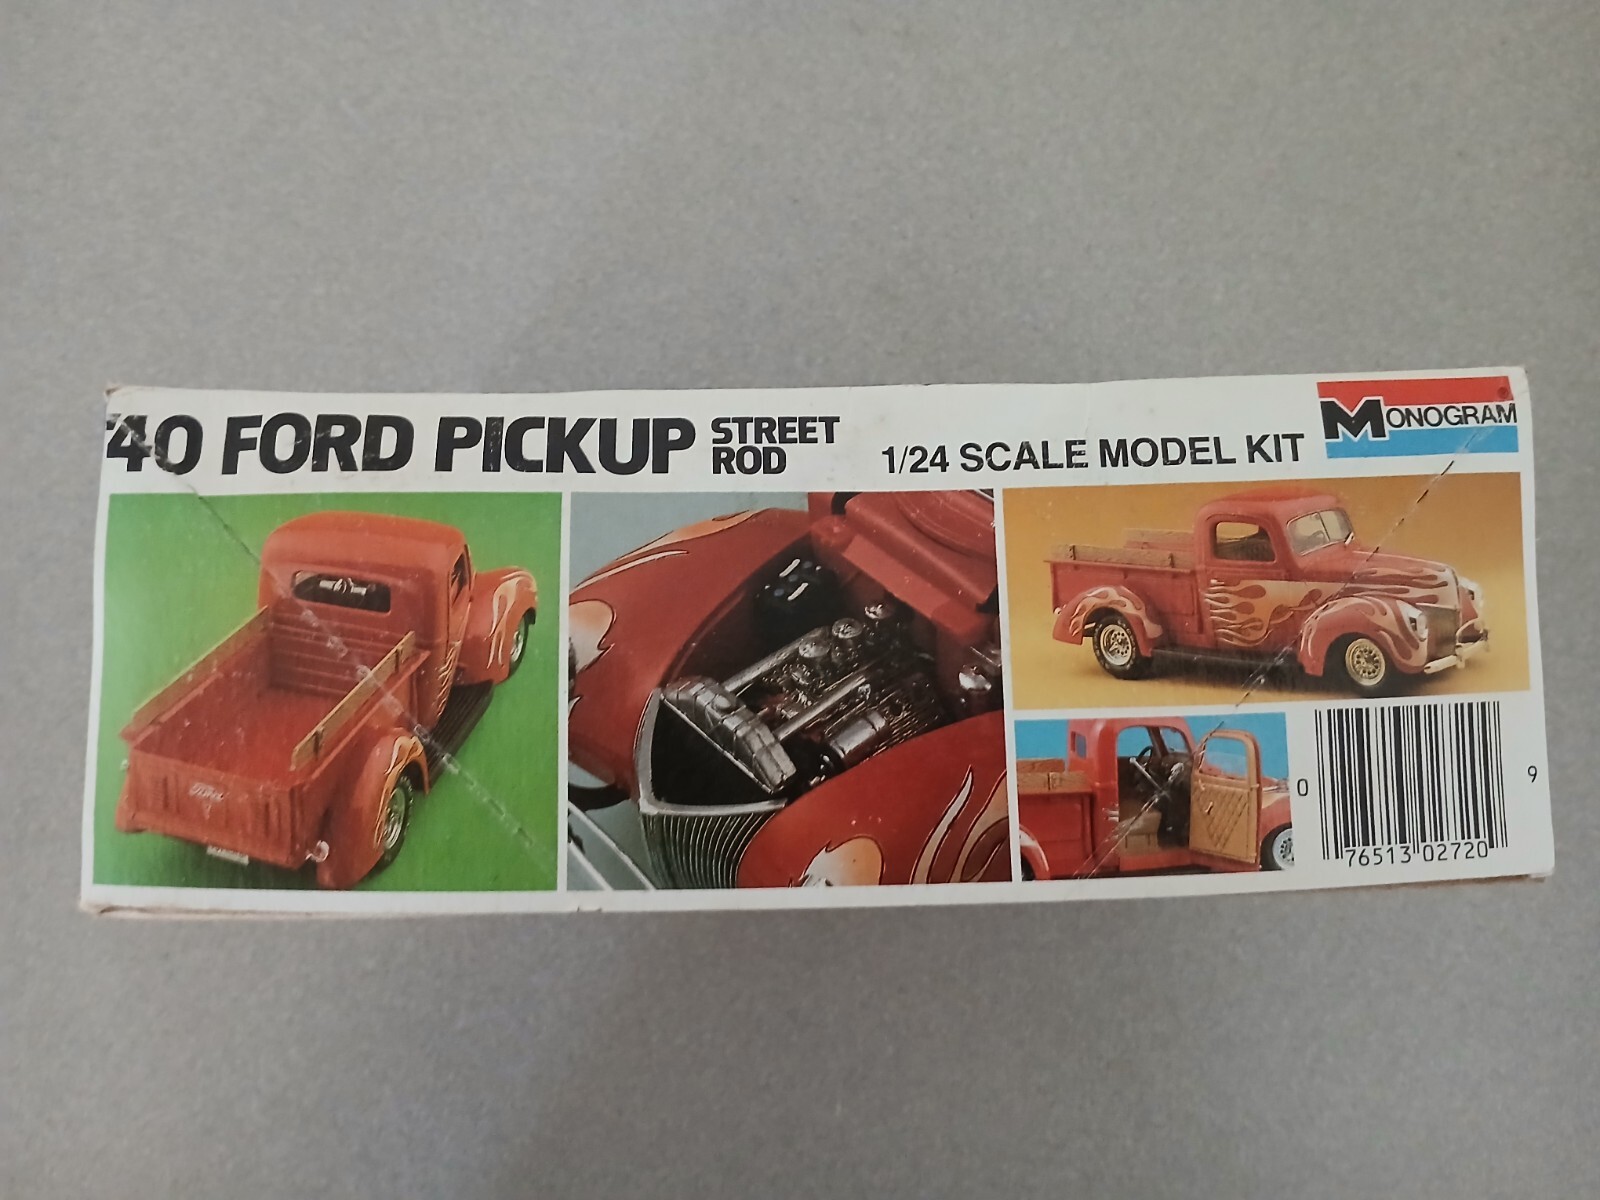 '40 FORD PICKUP STREET ROD
1/24 SCALE MODEL KIT
MONOGRAM
0 76513 02720 9